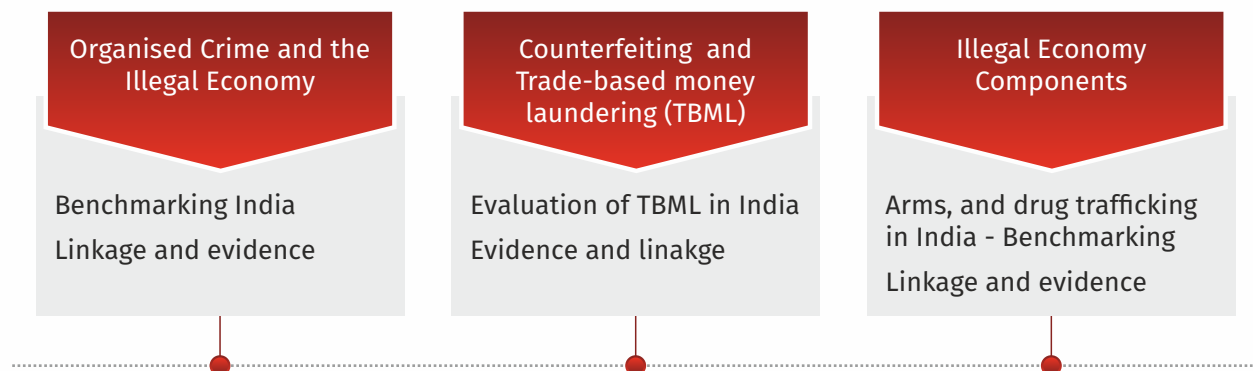 Organised Crime and the
Illegal Economy
Benchmarking India
Linkage and evidence
Counterfeiting and
Trade-based money
laundering (TBML)
Evaluation of TBML in India
Evidence and linakge
Illegal Economy
Components
Arms, and drug trafficking
in India - Benchmarking
Linkage and evidence